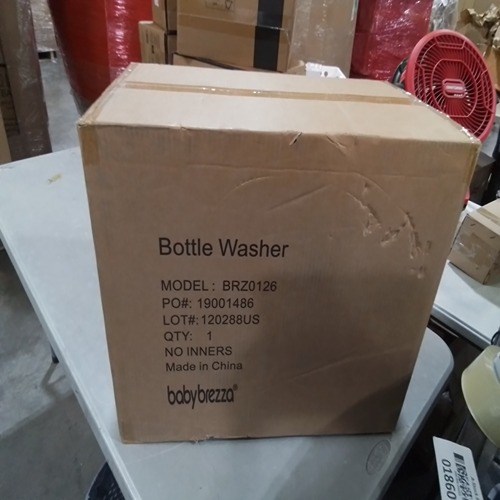 Bottle Washer
MODEL: BRZ0126
PO#: 19001486
LOT#:120288US
QTY: 1
NO INNERS
Made in China
babybrezza®